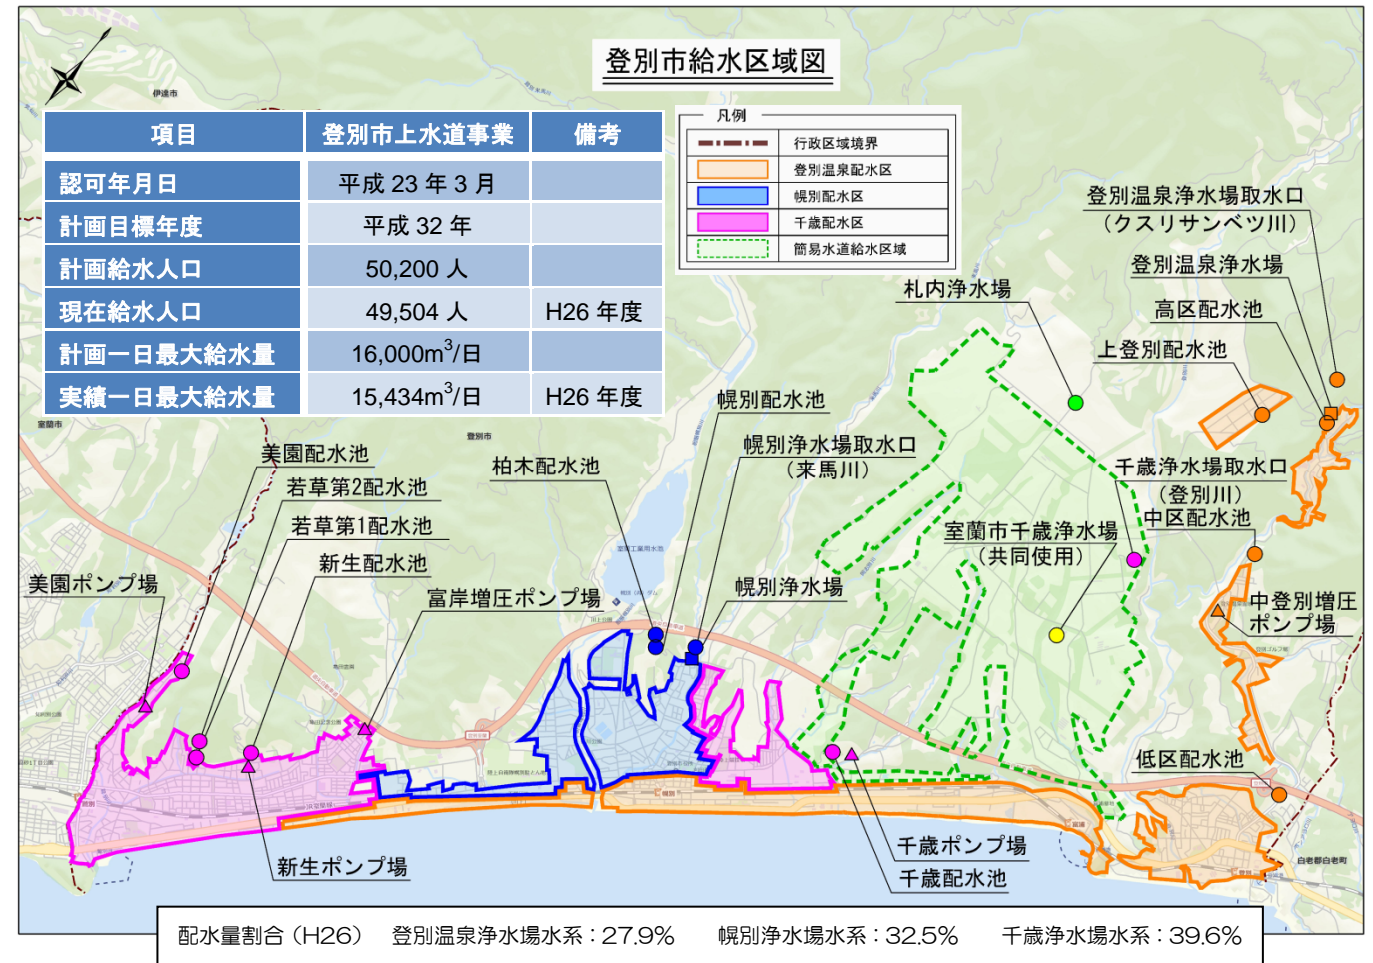 登別市給水区域図
伊達市
項目 登別市上水道事業 備考
認可年月日 平成 23 年 3 月
計画目標年度 平成 32 年
計画給水人口 50,200 人
現在給水人口 49,504 人 H26 年度
計画一日最大給水量 16,000m³/日
実績一日最大給水量 15,434m³/日 H26 年度
凡例
行政区域境界
登別温泉配水区
幌別配水区
千歳配水区
簡易水道給水区域
登別温泉浄水場取水口
（クスリサンベツ川）
登別温泉浄水場
高区配水池
上登別配水池
札内浄水場
室蘭市
登別市
幌別配水池
幌別浄水場取水口
（来馬川）
柏木配水池
美園配水池
若草第2配水池
若草第1配水池
新生配水池
美園ポンプ場
富岸増圧ポンプ場
幌別浄水場
千歳浄水場取水口
（登別川）
中区配水池
室蘭市千歳浄水場
（共同使用）
中登別増圧
ポンプ場
低区配水池
千歳ポンプ場
千歳配水池
新生ポンプ場
白老郡白老町
配水量割合（H26） 登別温泉浄水場水系：27.9% 幌別浄水場水系：32.5% 千歳浄水場水系：39.6%